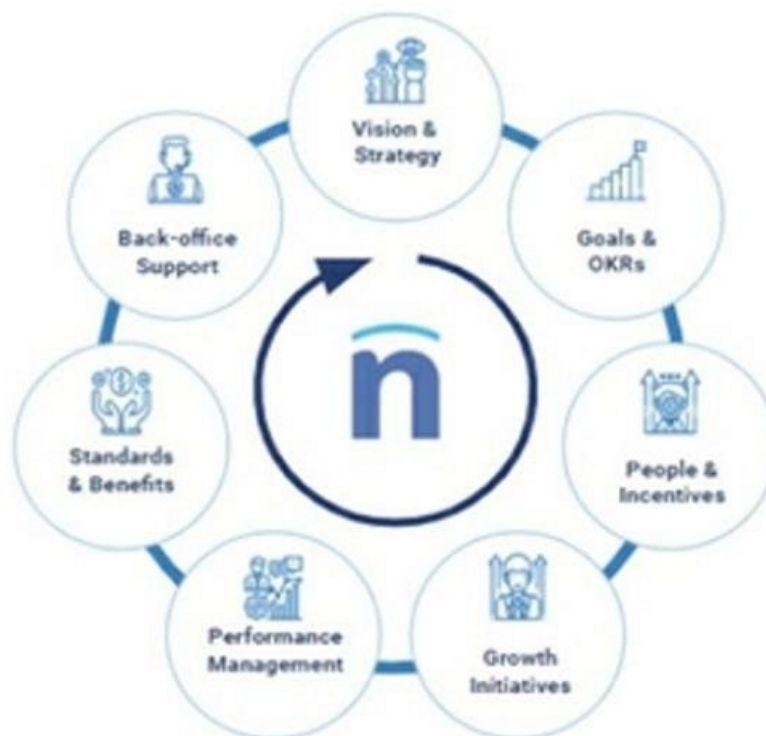 Vision &
Strategy
Goals &
OKRs
People &
Incentives
Growth
Initiatives
Performance
Management
Standards
& Benefits
Back-office
Support
n